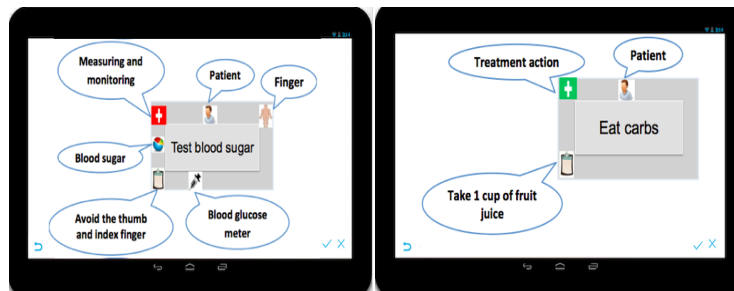 Measuring and
monitoring
Patient
Finger
Blood sugar
Test blood sugar
Avoid the thumb
and index finger
Blood glucose
meter
Treatment action
Patient
Eat carbs
Take 1 cup of fruit
juice